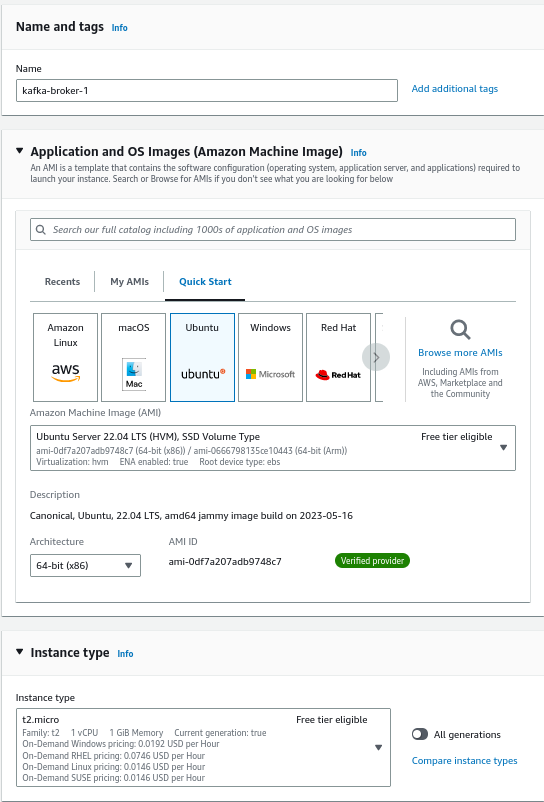 Name and tags Info
Name
kafka-broker-1
Add additional tags
Application and OS Images (Amazon Machine Image) Info
An AMI is a template that contains the software configuration (operating system, application server, and applications) required to
launch your instance. Search or Browse for AMIs if you don't see what you are looking for below
Search our full catalog including 1000s of application and OS images
Recents My AMIs Quick Start
Amazon
Linux
aws
macOS
Mac
Ubuntu
ubuntu
Windows
Microsoft
Red Hat
Red Hat
Browse more AMIs
Including AMIs from
AWS, Marketplace and
the Community
Amazon Machine Image (AMI)
Ubuntu Server 22.04 LTS (HVM), SSD Volume Type Free tier eligible
ami-0df7a207adb9748c7 (64-bit (x86)) / ami-0666798135ce10443 (64-bit (Arm))
Virtualization: hvm ENA enabled: true Root device type: ebs
Description
Canonical, Ubuntu, 22.04 LTS, amd64 jammy image build on 2023-05-16
Architecture AMI ID
64-bit (x86) ami-0df7a207adb9748c7 Verified provider
Instance type Info
Instance type
t2.micro Free tier eligible
Family: t2 1 vCPU 1 GiB Memory Current generation: true
On-Demand Windows pricing: 0.0192 USD per Hour
On-Demand RHEL pricing: 0.0746 USD per Hour
On-Demand Linux pricing: 0.0146 USD per Hour
On-Demand SUSE pricing: 0.0146 USD per Hour
All generations
Compare instance types